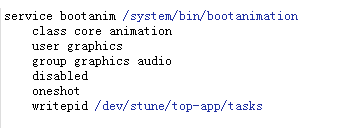 service bootanim /system/bin/bootanimation
class core animation
user graphics
group graphics audio
disabled
oneshot
writepid /dev/stune/top-app/tasks